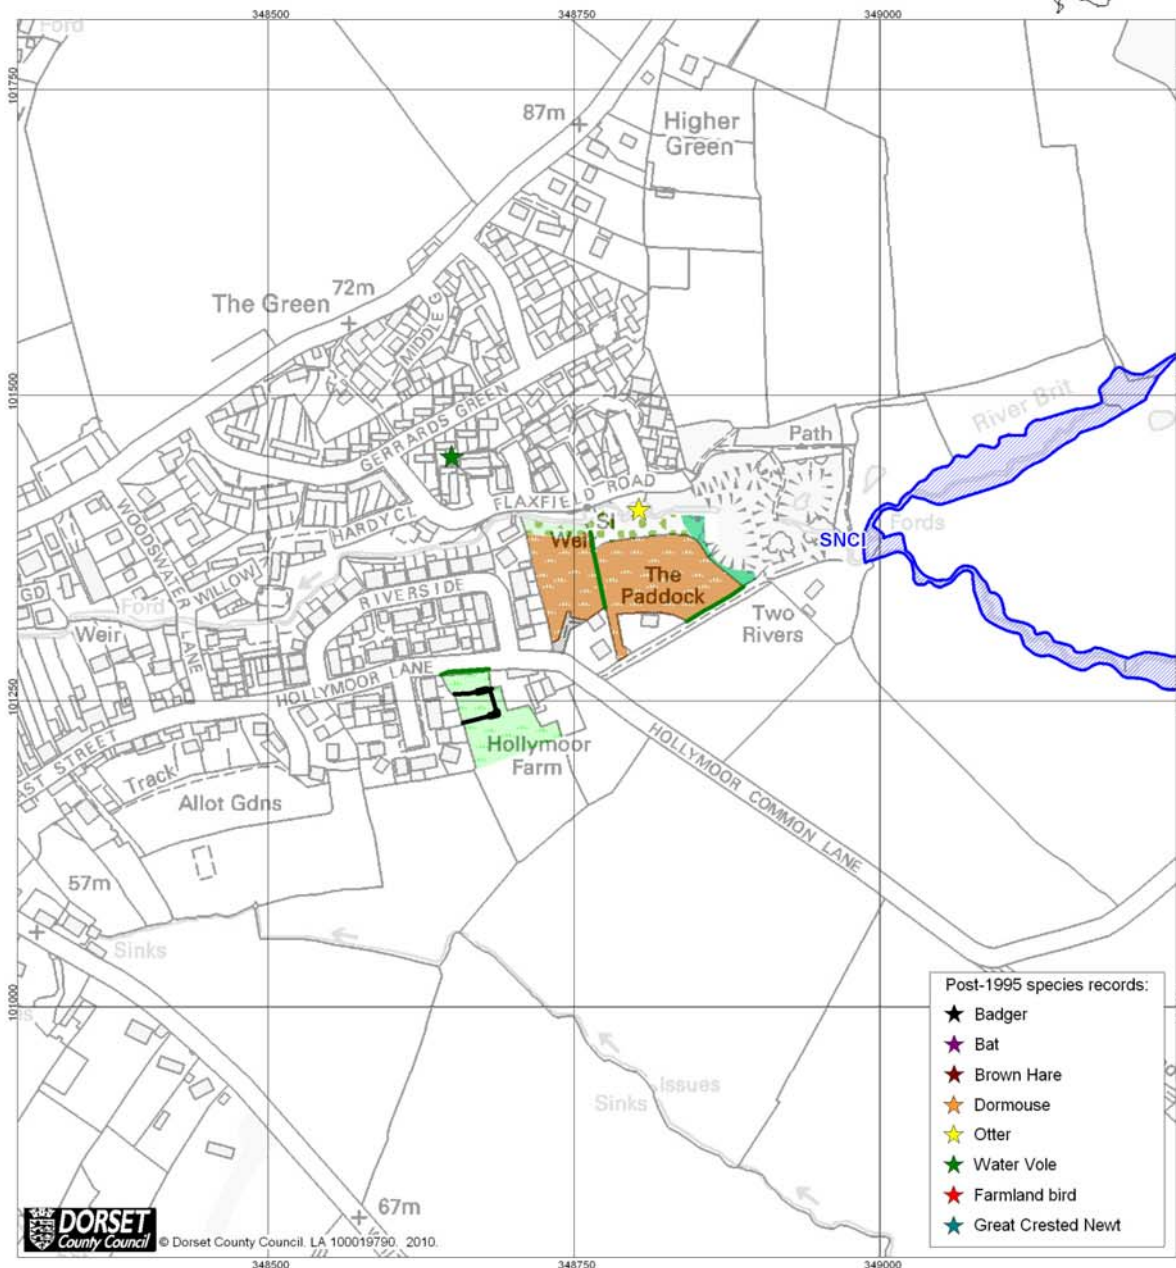 Ford
348500
348750
349000
101750
87m
Higher
Green
The Green
72m
MIDDLE G
101500
GERRARDS GREEN
River Brit
Path
FLAXFIELD ROAD
HARDY CL
SNCI
Fords
WOODSWATER LANE
WILLOW
Weir
The
Paddock
RIVERSIDE
GD
Ford
Weir
Two
Rivers
HOLLYMOOR LANE
101250
Hollymoor
Farm
HOLLYMOOR COMMON LANE
AST STREET
Track
Allot Gdns
57m
Sinks
101000
Issues
Sinks
67m
Post-1995 species records:
Badger
Bat
Brown Hare
Dormouse
Otter
Water Vole
Farmland bird
Great Crested Newt
DORSET
County Council
© Dorset County Council. LA 100019790. 2010.
348500
348750
349000